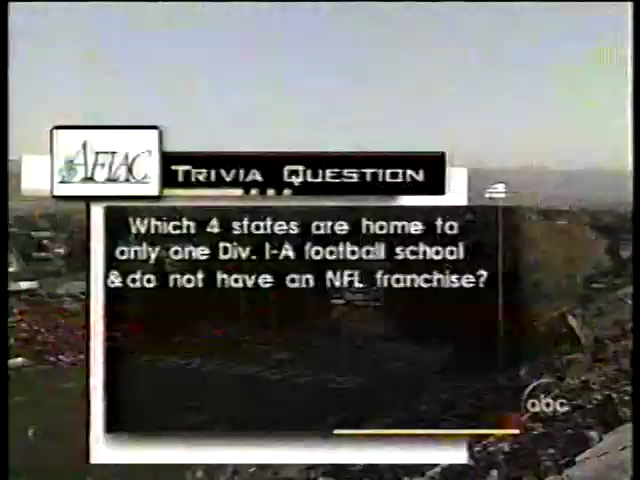 AFLAC
TRIVIA QUESTION
Which 4 states are home to
only one Div. I-A football school
& do not have an NFL franchise?
abc